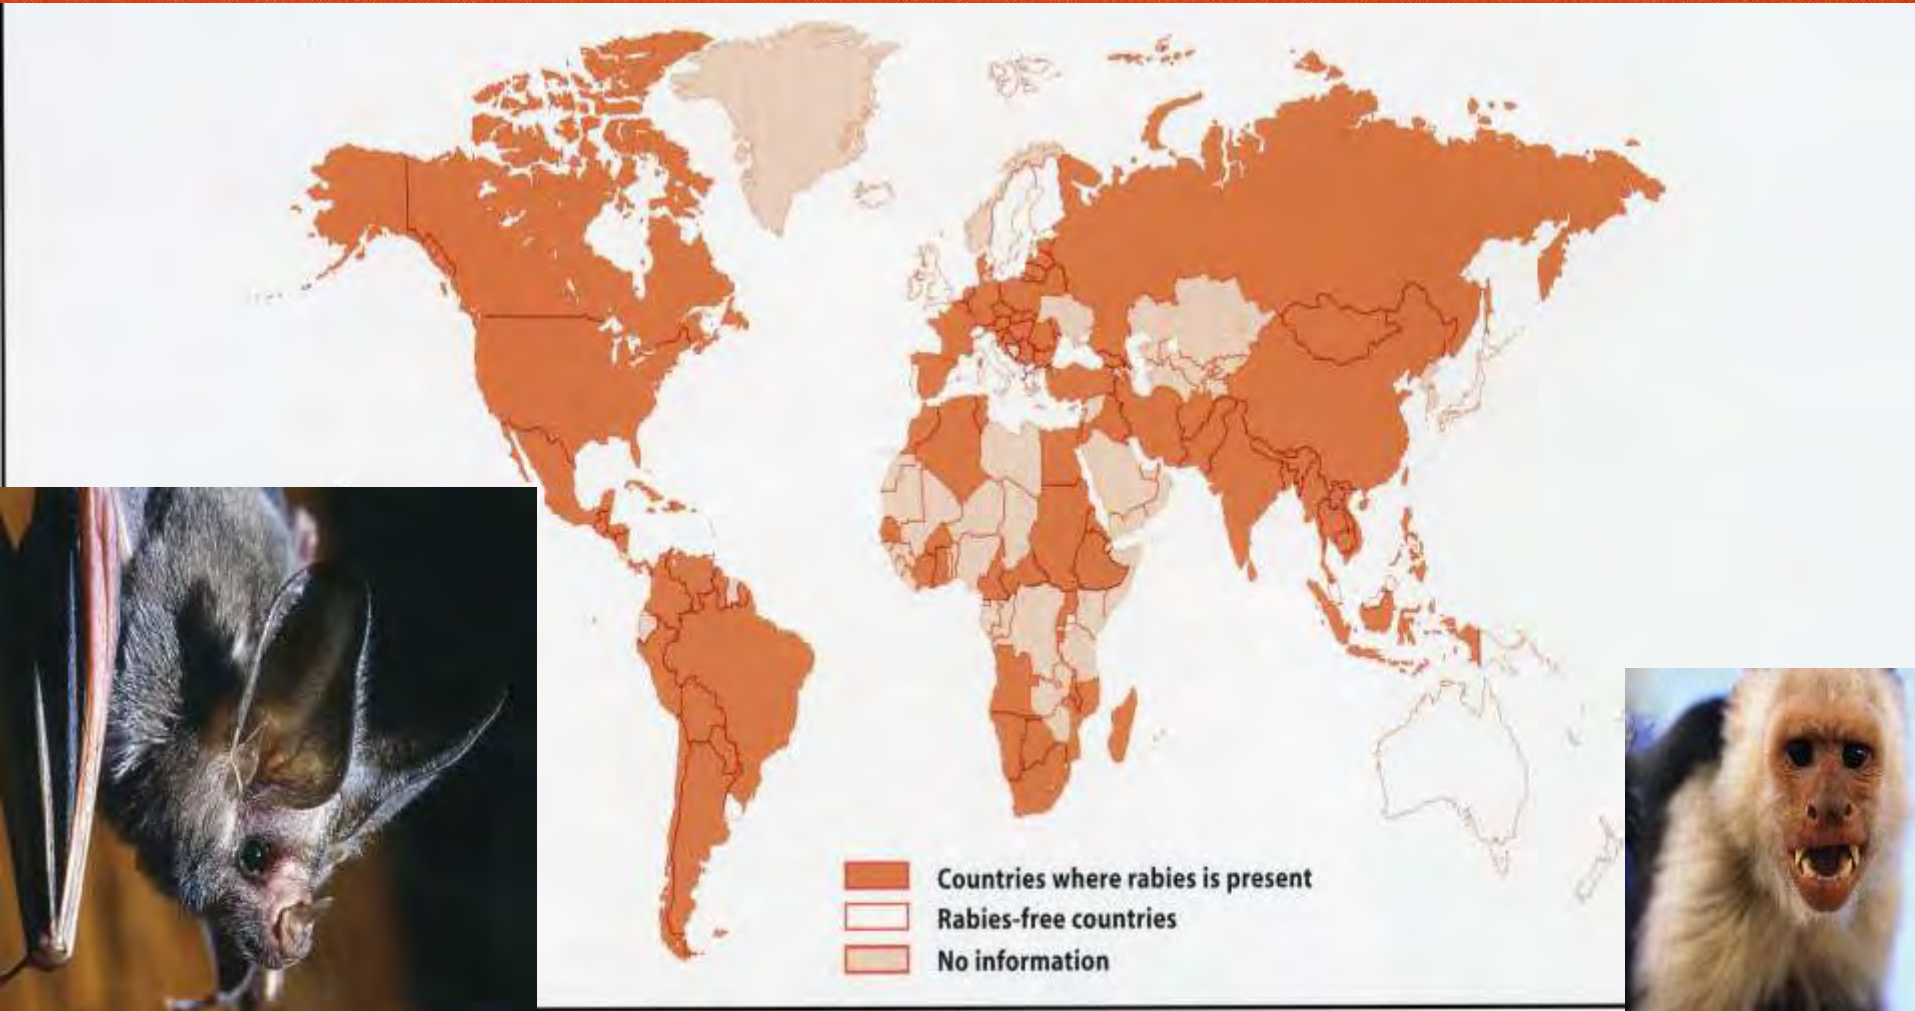 Countries where rabies is present
Rabies-free countries
No information